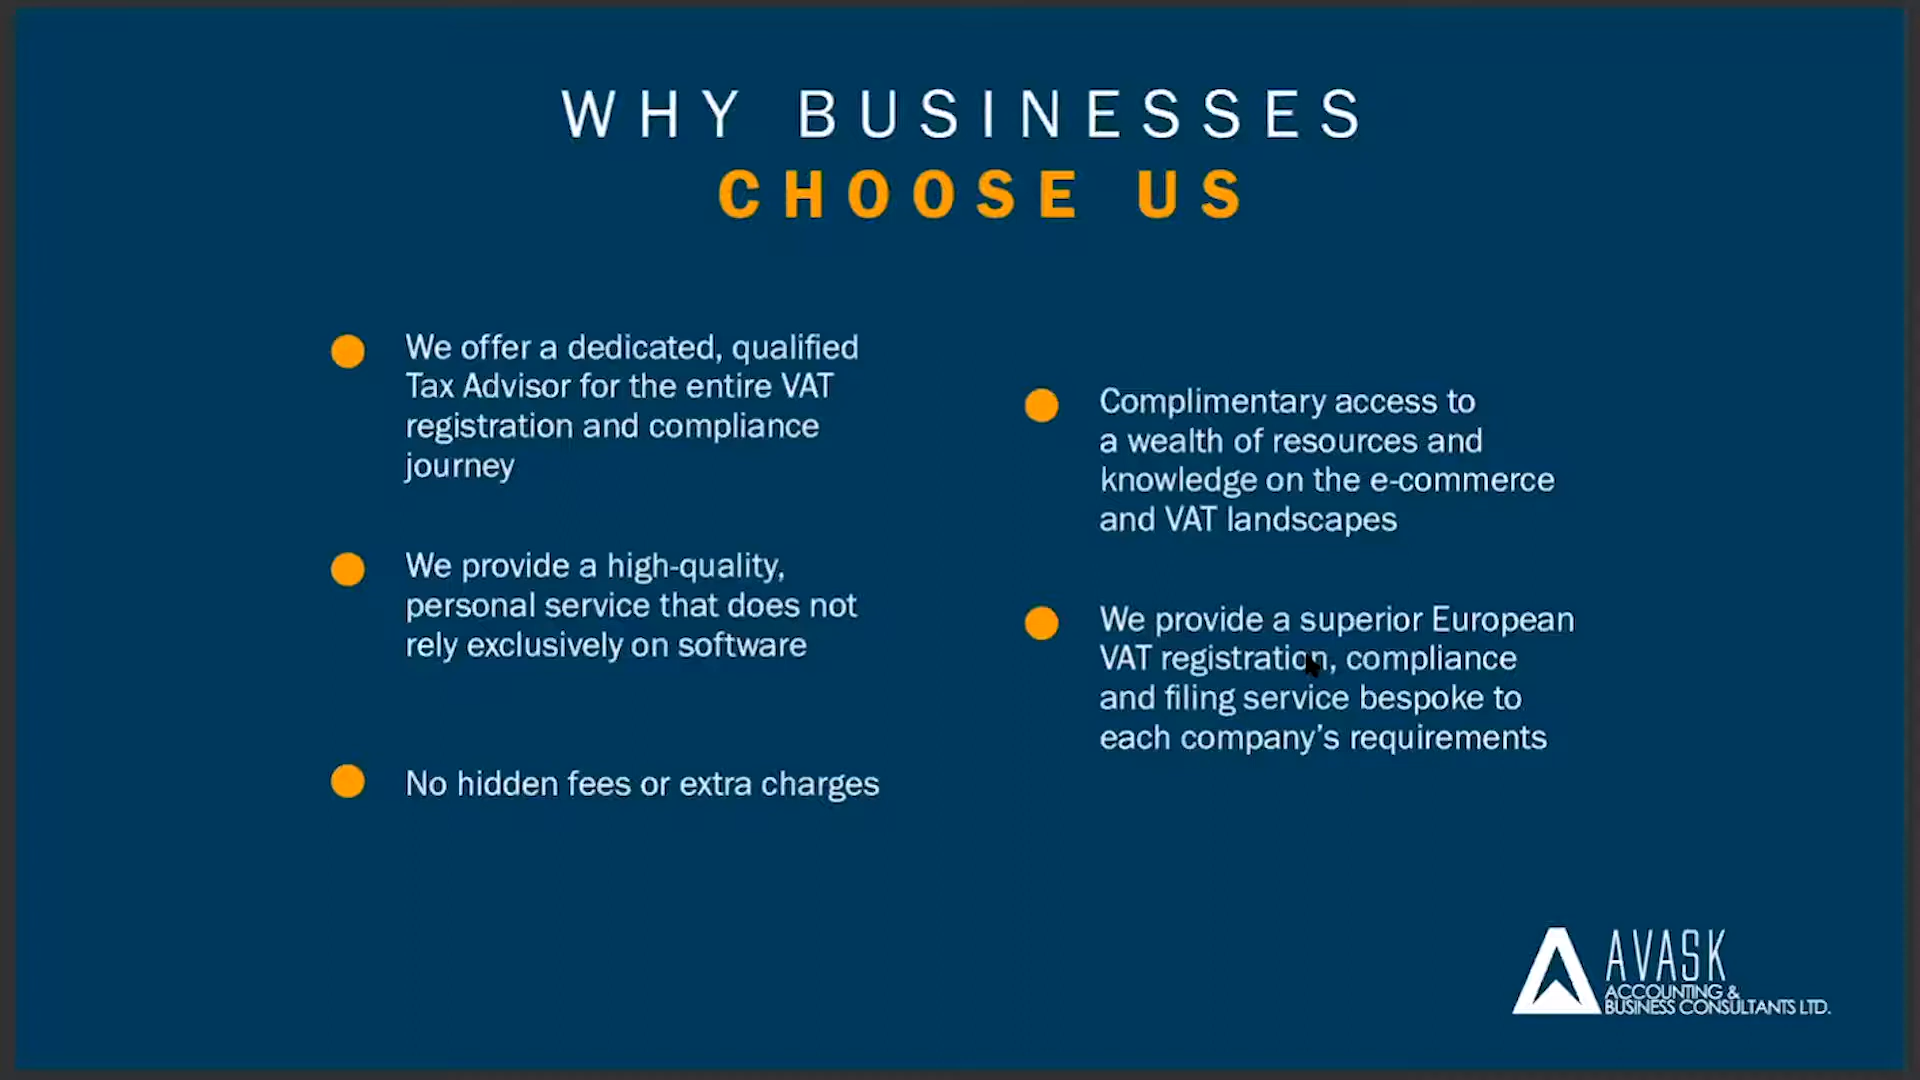 WHY BUSINESSES
CHOOSE US
We offer a dedicated, qualified
Tax Advisor for the entire VAT
registration and compliance
journey
We provide a high-quality,
personal service that does not
rely exclusively on software
No hidden fees or extra charges
Complimentary access to
a wealth of resources and
knowledge on the e-commerce
and VAT landscapes
We provide a superior European
VAT registration, compliance
and filing service bespoke to
each company’s requirements
AVASK
ACCOUNTING &
BUSINESS CONSULTANTS LTD.